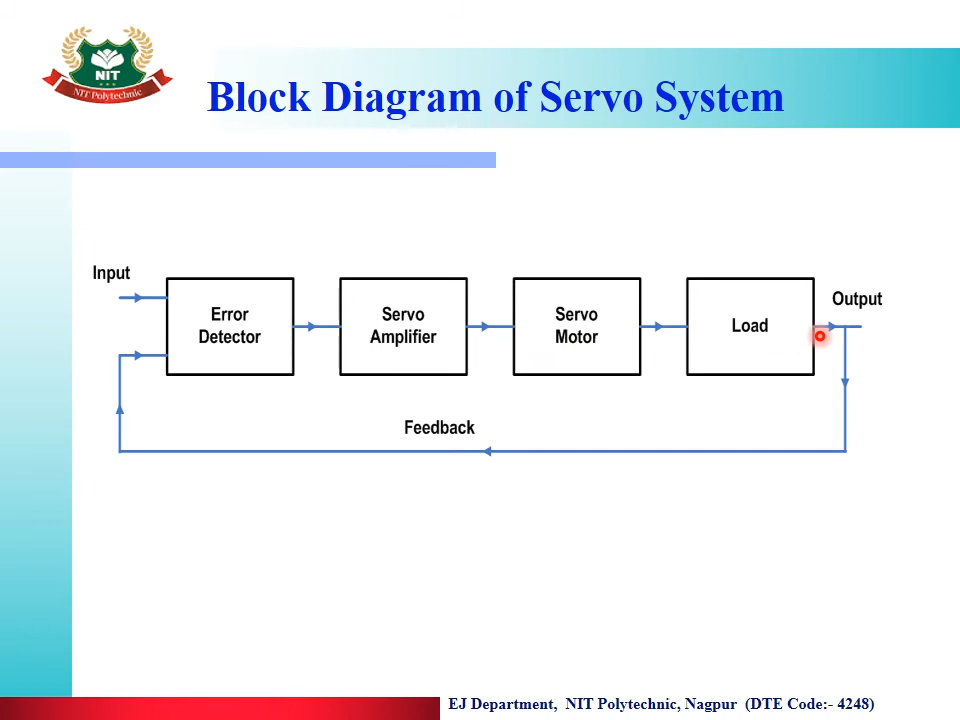 NIT
NIT Polytechnic
Block Diagram of Servo System
Input
Error
Detector
Servo
Amplifier
Servo
Motor
Load
Output
Feedback
EJ Department, NIT Polytechnic, Nagpur (DTE Code:- 4248)